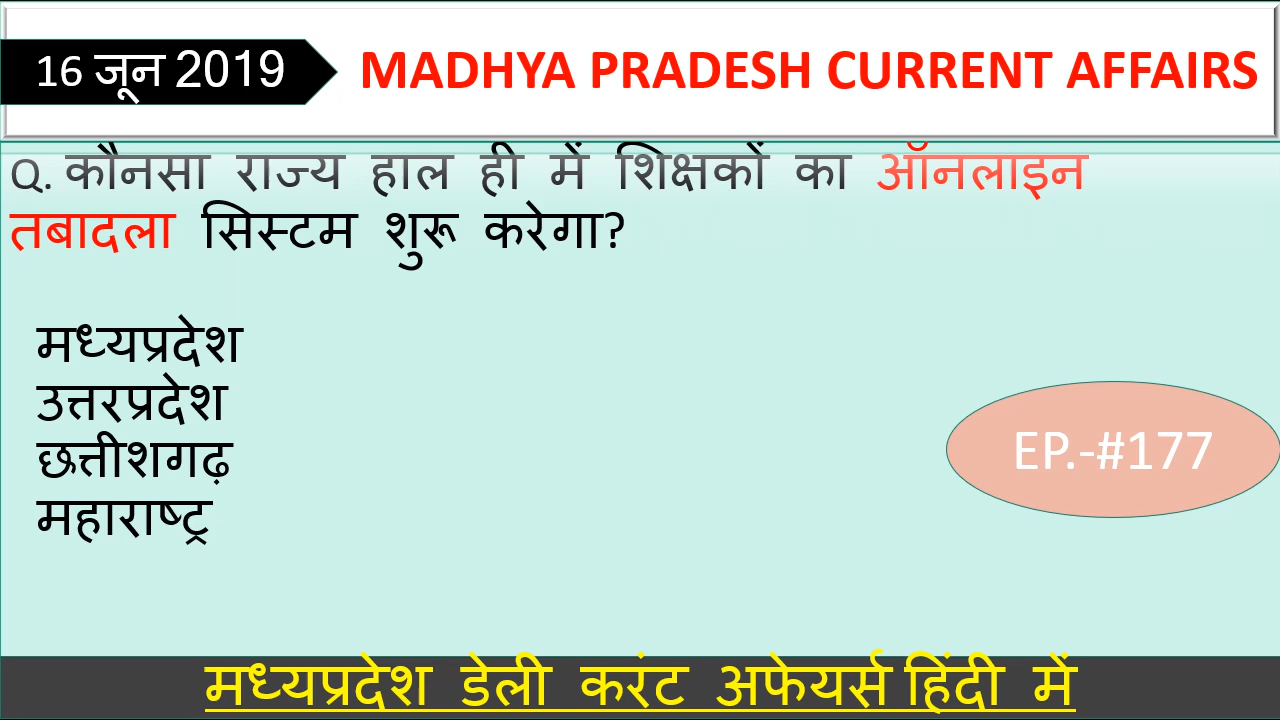 16 जून 2019
MADHYA PRADESH CURRENT AFFAIRS
Q. कौनसा राज्य हाल ही में शिक्षकों का ऑनलाइन
तबादला सिस्टम शुरू करेगा?
मध्यप्रदेश
उत्तरप्रदेश
छत्तीशगढ़
महाराष्ट्र
EP.-#177
मध्यप्रदेश डेली करंट अफेयर्स हिंदी में